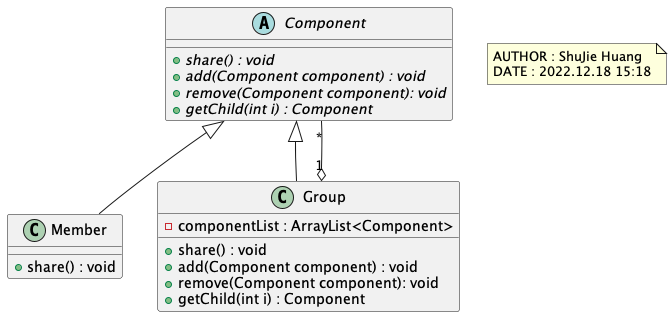 A Component
share() : void
add(Component component) : void
remove(Component component): void
getChild(int i) : Component
AUTHOR : ShuJie Huang
DATE : 2022.12.18 15:18
*
1
C Member
share() : void
C Group
componentList : ArrayList<Component>
share() : void
add(Component component) : void
remove(Component component): void
getChild(int i) : Component